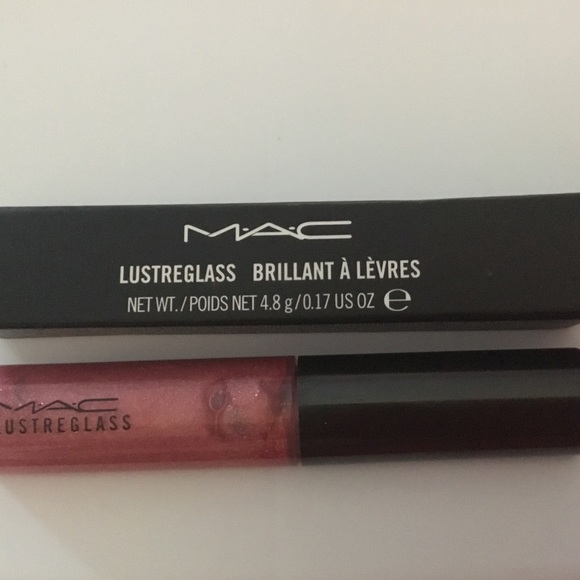 M·A·C
LUSTREGLASS BRILLANT À LÈVRES
NET WT./POIDS NET 4.8 g/0.17 US OZ ℮
M·A·C
LUSTREGLASS